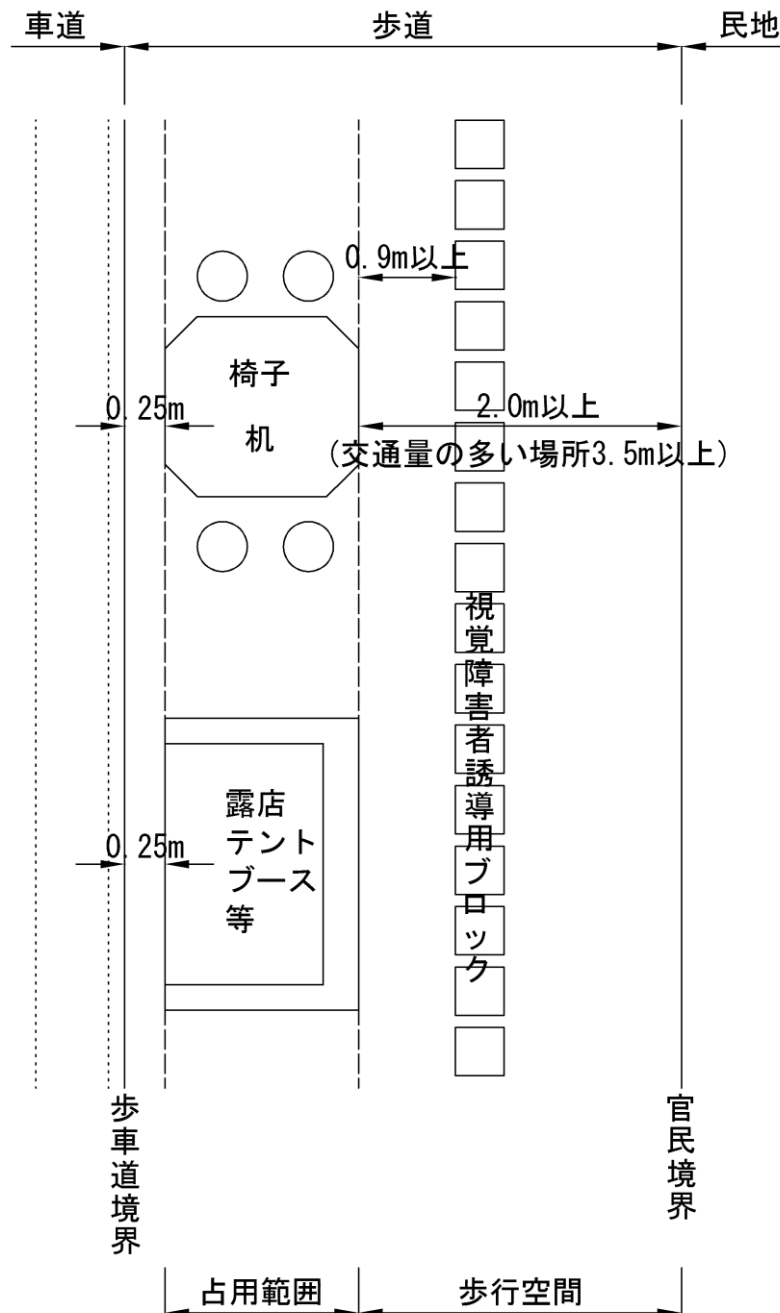 車道
歩道
民地
0.9m以上
椅子
机
0.25m
2.0m以上
(交通量の多い場所3.5m以上)
視覚障害者誘導用ブロック
露店
テント
ブース
等
0.25m
歩車道境界
官民境界
占用範囲
歩行空間